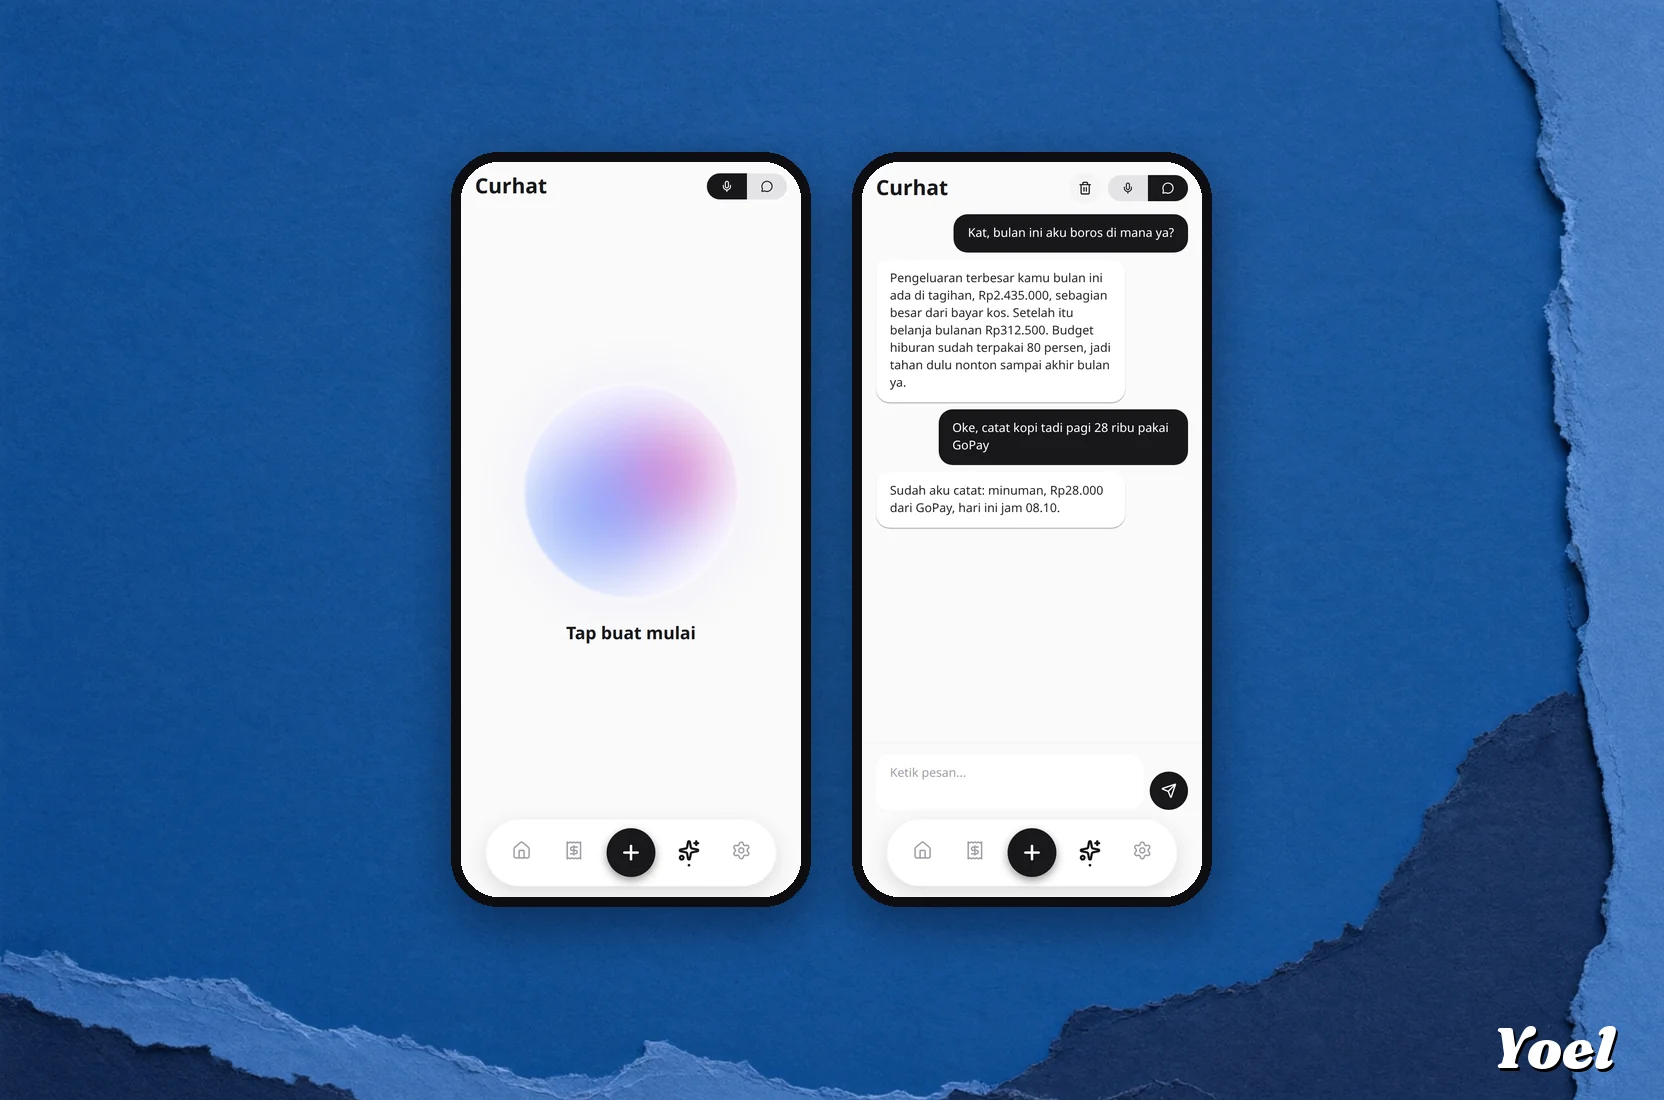 Curhat
Tap buat mulai
Curhat
Kat, bulan ini aku boros di mana ya?
Pengeluaran terbesar kamu bulan ini
ada di tagihan, Rp2.435.000, sebagian
besar dari bayar kos. Setelah itu
belanja bulanan Rp312.500. Budget
hiburan sudah terpakai 80 persen, jadi
tahan dulu nonton sampai akhir bulan
ya.
Oke, catat kopi tadi pagi 28 ribu pakai
GoPay
Sudah aku catat: minuman, Rp28.000
dari GoPay, hari ini jam 08.10.
Ketik pesan...
Yoel